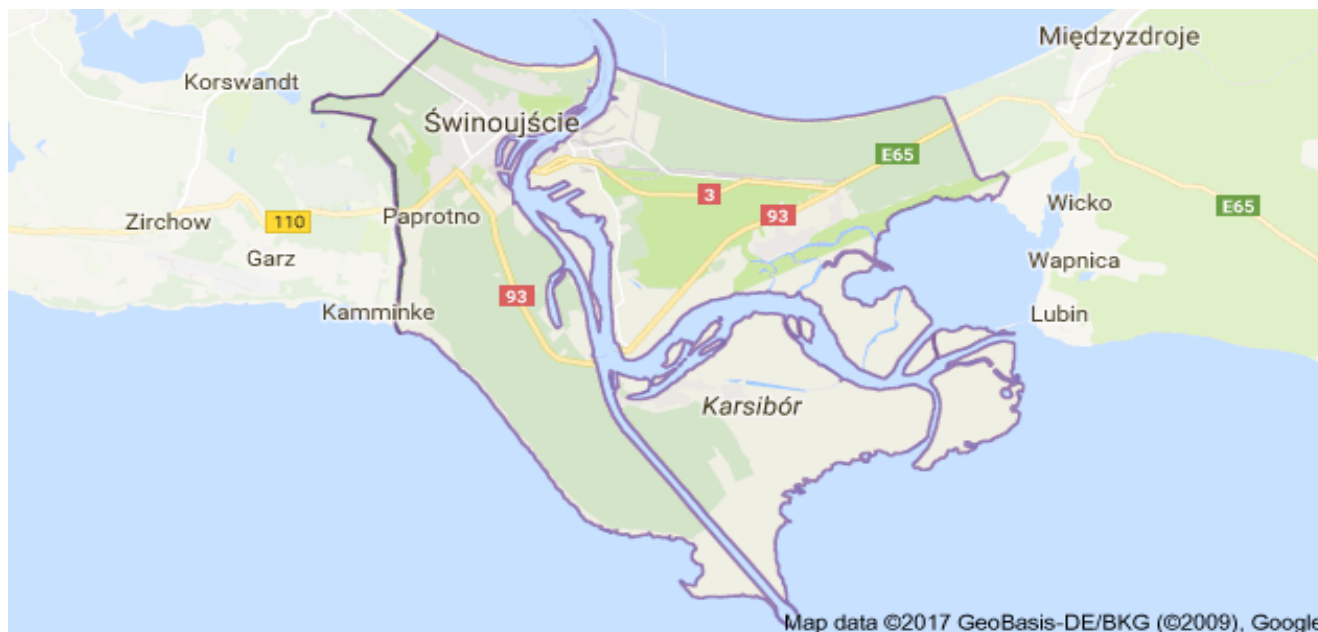 Międzyzdroje
Korswandt
Świnoujście
E65
3
Wicko
E65
Zirchow
110
Paprotno
93
Garz
Wapnica
93
Kamminke
Lubin
Karsibór
Map data ©2017 GeoBasis-DE/BKG (©2009), Google